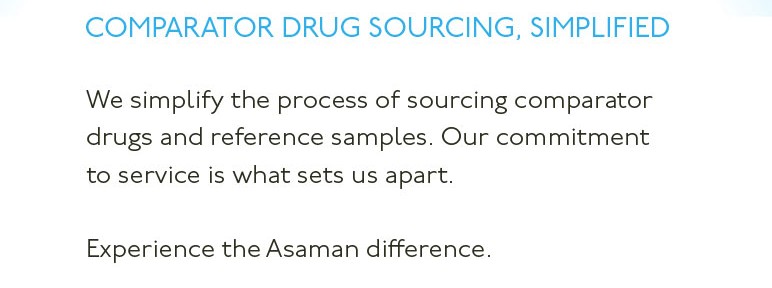 COMPARATOR DRUG SOURCING, SIMPLIFIED
We simplify the process of sourcing comparator
drugs and reference samples. Our commitment
to service is what sets us apart.
Experience the Asaman difference.